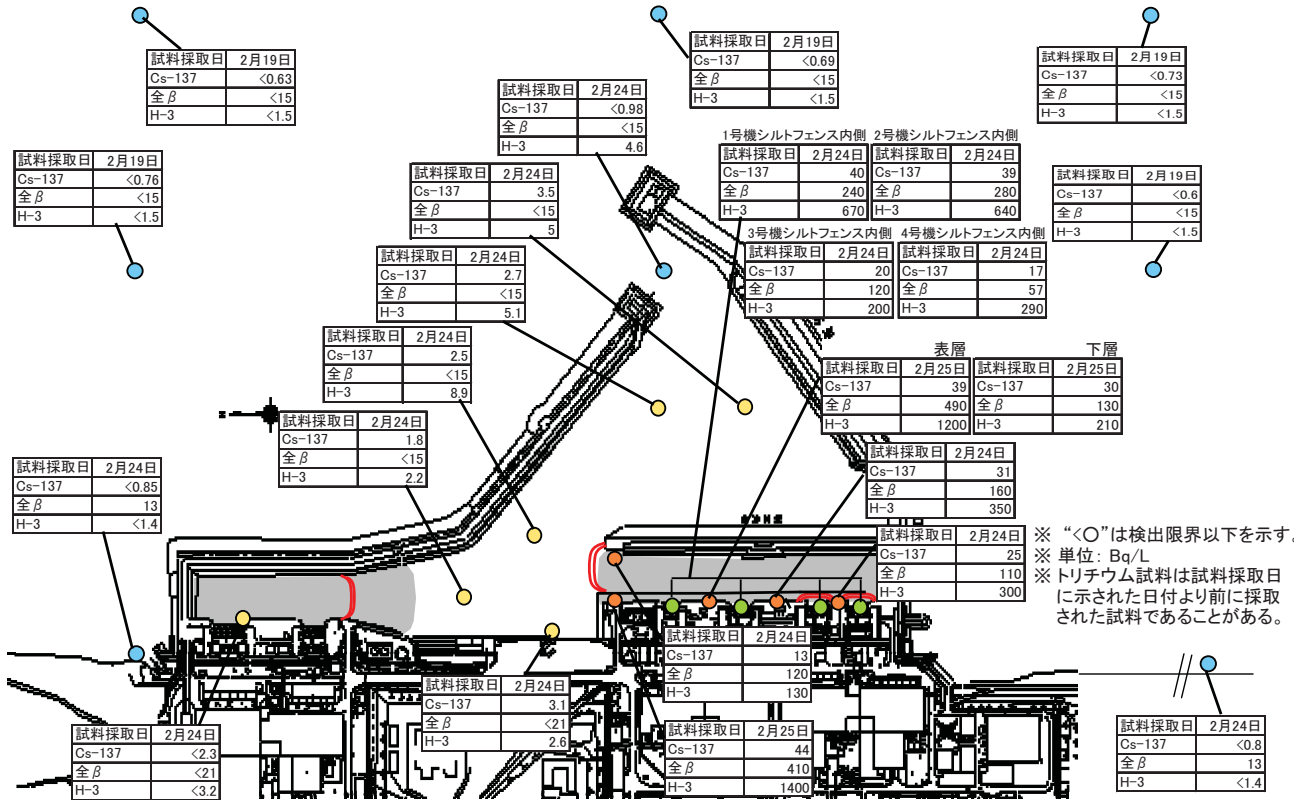 試料採取日 2月19日
Cs-137 <0.63
全β <15
H-3 <1.5
試料採取日 2月19日
Cs-137 <0.69
全β <15
H-3 <1.5
試料採取日 2月19日
Cs-137 <0.73
全β <15
H-3 <1.5
試料採取日 2月24日
Cs-137 <0.98
全β <15
H-3 4.6
試料採取日 2月19日
Cs-137 <0.76
全β <15
H-3 <1.5
試料採取日 2月24日
Cs-137 3.5
全β <15
H-3 5
1号機シルトフェンス内側
試料採取日 2月24日
Cs-137 40
全β 240
H-3 670
2号機シルトフェンス内側
試料採取日 2月24日
Cs-137 39
全β 280
H-3 640
試料採取日 2月19日
Cs-137 <0.6
全β <15
H-3 <1.5
3号機シルトフェンス内側
試料採取日 2月24日
Cs-137 20
全β 120
H-3 200
4号機シルトフェンス内側
試料採取日 2月24日
Cs-137 17
全β 57
H-3 290
試料採取日 2月24日
Cs-137 2.7
全β <15
H-3 5.1
試料採取日 2月24日
Cs-137 2.5
全β <15
H-3 8.9
表層
試料採取日 2月25日
Cs-137 39
全β 490
H-3 1200
下層
試料採取日 2月25日
Cs-137 30
全β 130
H-3 210
試料採取日 2月24日
Cs-137 1.8
全β <15
H-3 2.2
試料採取日 2月24日
Cs-137 31
全β 160
H-3 350
試料採取日 2月24日
Cs-137 <0.85
全β 13
H-3 <1.4
試料採取日 2月24日
Cs-137 25
全β 110
H-3 300
※ “<○”は検出限界以下を示す。
※ 単位: Bq/L
※ トリチウム試料は試料採取日
に示された日付より前に採取
された試料であることがある。
試料採取日 2月24日
Cs-137 13
全β 120
H-3 130
試料採取日 2月24日
Cs-137 3.1
全β <21
H-3 2.6
試料採取日 2月24日
Cs-137 <2.3
全β <21
H-3 <3.2
試料採取日 2月25日
Cs-137 44
全β 410
H-3 1400
試料採取日 2月24日
Cs-137 <0.8
全β 13
H-3 <1.4